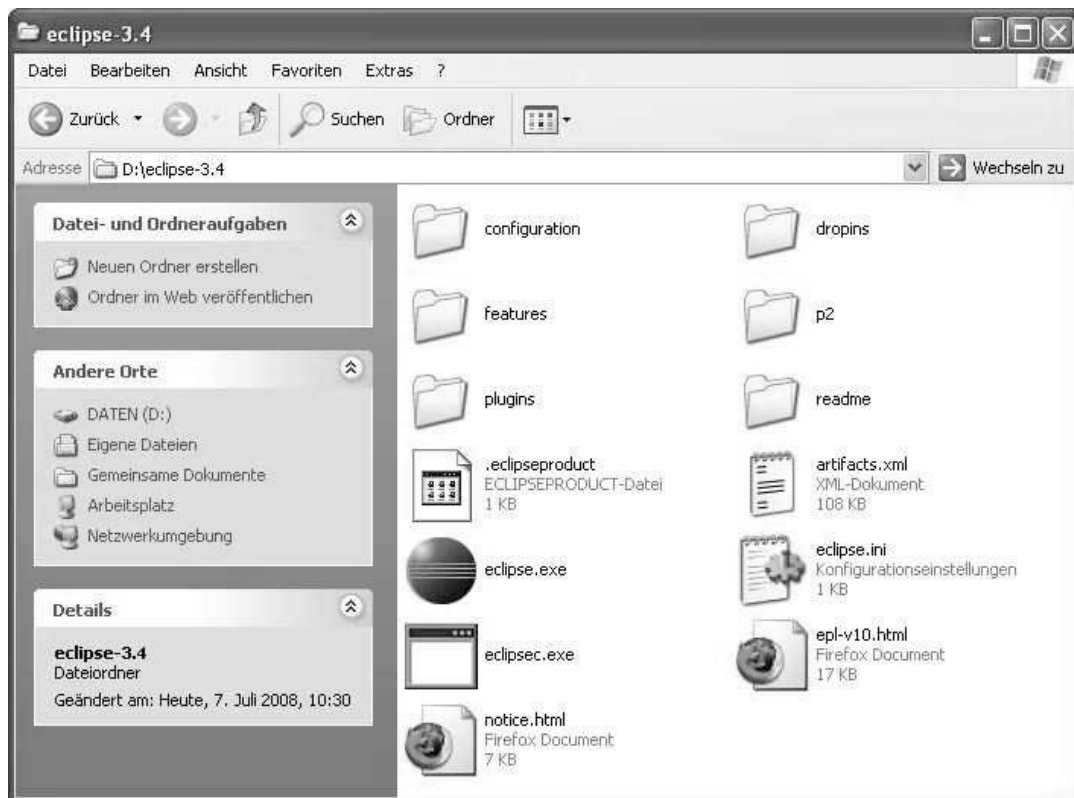 eclipse-3.4
Datei Bearbeiten Ansicht Favoriten Extras ?
Zurück Suchen Ordner
Adresse D:\eclipse-3.4 Wechseln zu
Datei- und Ordneraufgaben
Neuen Ordner erstellen
Ordner im Web veröffentlichen
Andere Orte
DATEN (D:)
Eigene Dateien
Gemeinsame Dokumente
Arbeitsplatz
Netzwerkumgebung
Details
eclipse-3.4
Dateiordner
Geändert am: Heute, 7. Juli 2008, 10:30
configuration
dropins
features
p2
plugins
readme
.eclipseproduct
ECLIPSEPRODUCT-Datei
1 KB
artifacts.xml
XML-Dokument
108 KB
eclipse.exe
eclipse.ini
Konfigurationseinstellungen
1 KB
eclipsec.exe
epl-v10.html
Firefox Document
17 KB
notice.html
Firefox Document
7 KB